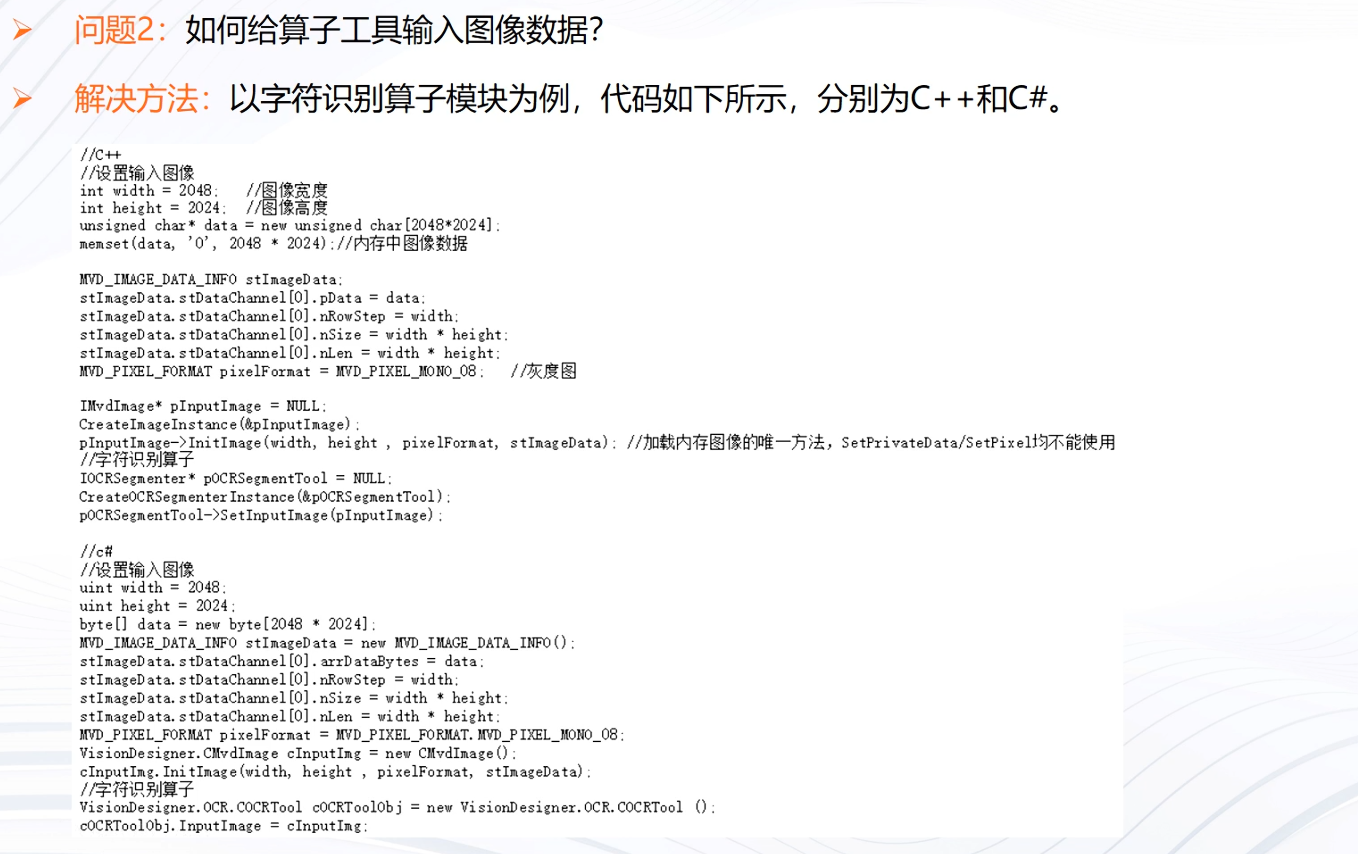 问题2：如何给算子工具输入图像数据？
解决方法：以字符识别算子模块为例，代码如下所示，分别为C++和C#。
//C++
//设置输入图像
int width = 2048;   //图像宽度
int height = 2024;  //图像高度
unsigned char* data = new unsigned char[2048*2024];
memset(data, '0', 2048 * 2024);//内存中图像数据
MVD_IMAGE_DATA_INFO stImageData;
stImageData.stDataChannel[0].pData = data;
stImageData.stDataChannel[0].nRowStep = width;
stImageData.stDataChannel[0].nSize = width * height;
stImageData.stDataChannel[0].nLen = width * height;
MVD_PIXEL_FORMAT pixelFormat = MVD_PIXEL_MONO_08;   //灰度图
IMvdImage* pInputImage = NULL;
CreateImageInstance(&pInputImage);
pInputImage->InitImage(width, height , pixelFormat, stImageData); //加载内存图像的唯一方法，SetPrivateData/SetPixel均不能使用
//字符识别算子
IOCRSegmenter* pOCRSegmentTool = NULL;
CreateOCRSegmenterInstance(&pOCRSegmentTool);
pOCRSegmentTool->SetInputImage(pInputImage);
//c#
//设置输入图像
uint width = 2048;
uint height = 2024;
byte[] data = new byte[2048 * 2024];
MVD_IMAGE_DATA_INFO stImageData = new MVD_IMAGE_DATA_INFO();
stImageData.stDataChannel[0].arrDataBytes = data;
stImageData.stDataChannel[0].nRowStep = width;
stImageData.stDataChannel[0].nSize = width * height;
stImageData.stDataChannel[0].nLen = width * height;
MVD_PIXEL_FORMAT pixelFormat = MVD_PIXEL_FORMAT.MVD_PIXEL_MONO_08;
VisionDesigner.CMvdImage cInputImg = new CMvdImage();
cInputImg.InitImage(width, height , pixelFormat, stImageData);
//字符识别算子
VisionDesigner.OCR.COCRTool cOCRToolObj = new VisionDesigner.OCR.COCRTool ();
cOCRToolObj.InputImage = cInputImg;